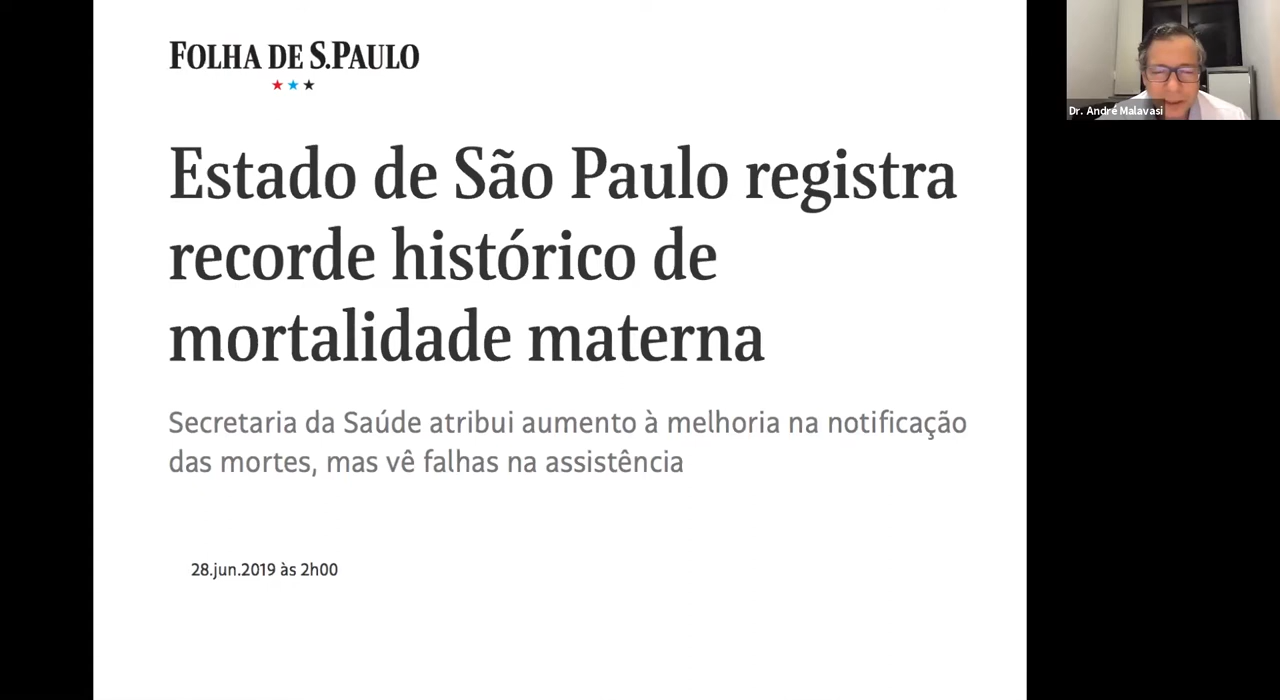 FOLHA DE S.PAULO
Estado de São Paulo registra
recorde histórico de
mortalidade materna
Secretaria da Saúde atribui aumento à melhoria na notificação
das mortes, mas vê falhas na assistência
28.jun.2019 às 2h00
Dr. André Malavasi